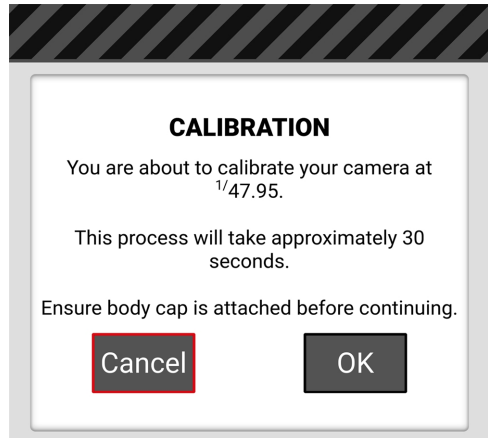 CALIBRATION
You are about to calibrate your camera at
1/47.95.
This process will take approximately 30
seconds.
Ensure body cap is attached before continuing.
Cancel
OK